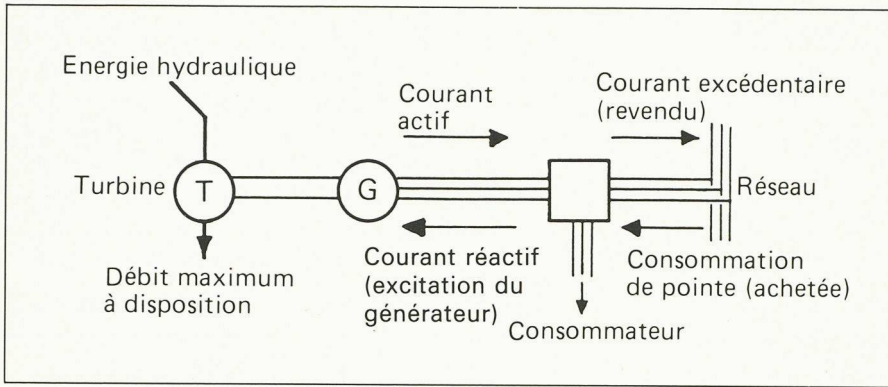 Energie hydraulique
Courant
actif
Courant excédentaire
(revendu)
Turbine
T
G
Réseau
Débit maximum
à disposition
Courant réactif
(excitation du
générateur)
Consommation
de pointe (achetée)
Consommateur